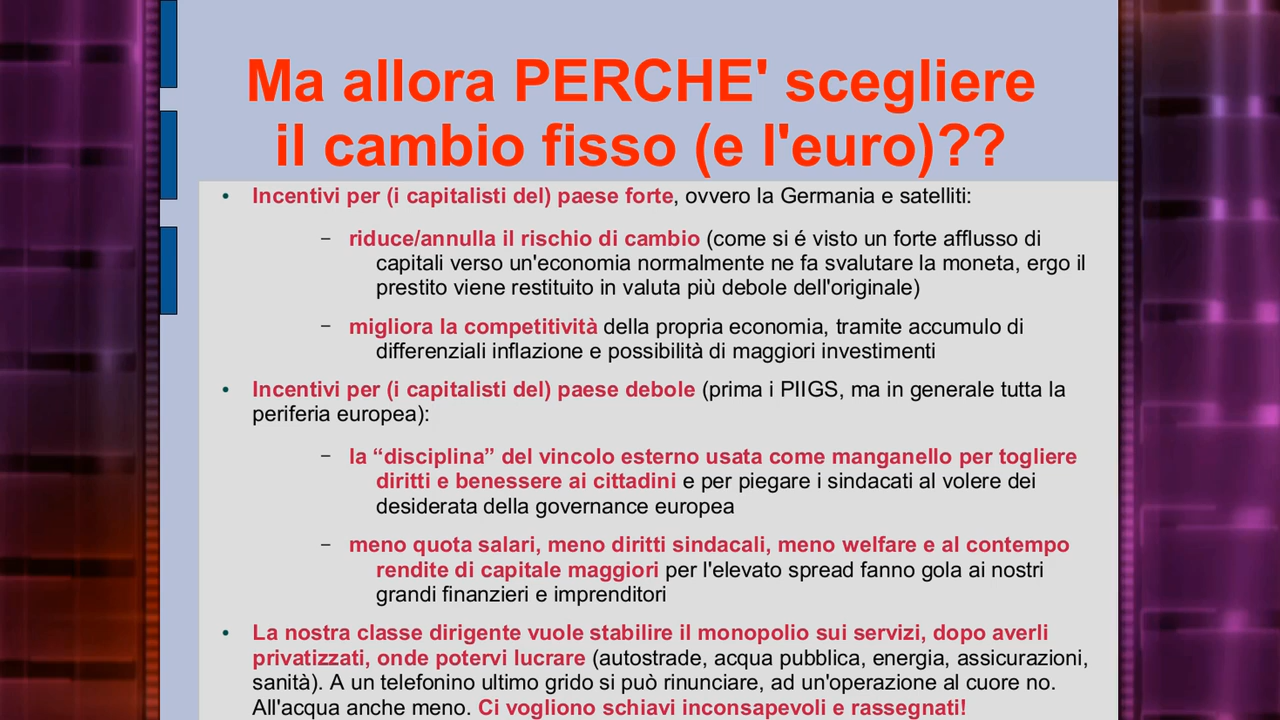 Ma allora PERCHE' scegliere
il cambio fisso (e l'euro)??
• Incentivi per (i capitalisti del) paese forte, ovvero la Germania e satelliti:
– riduce/annulla il rischio di cambio (come si é visto un forte afflusso di
capitali verso un'economia normalmente ne fa svalutare la moneta, ergo il
prestito viene restituito in valuta più debole dell'originale)
– migliora la competitività della propria economia, tramite accumulo di
differenziali inflazione e possibilità di maggiori investimenti
• Incentivi per (i capitalisti del) paese debole (prima i PIIGS, ma in generale tutta la
periferia europea):
– la “disciplina” del vincolo esterno usata come manganello per togliere
diritti e benessere ai cittadini e per piegare i sindacati al volere dei
desiderata della governance europea
– meno quota salari, meno diritti sindacali, meno welfare e al contempo
rendite di capitale maggiori per l'elevato spread fanno gola ai nostri
grandi finanzieri e imprenditori
• La nostra classe dirigente vuole stabilire il monopolio sui servizi, dopo averli
privatizzati, onde potervi lucrare (autostrade, acqua pubblica, energia, assicurazioni,
sanità). A un telefonino ultimo grido si può rinunciare, ad un'operazione al cuore no.
All'acqua anche meno. Ci vogliono schiavi inconsapevoli e rassegnati!